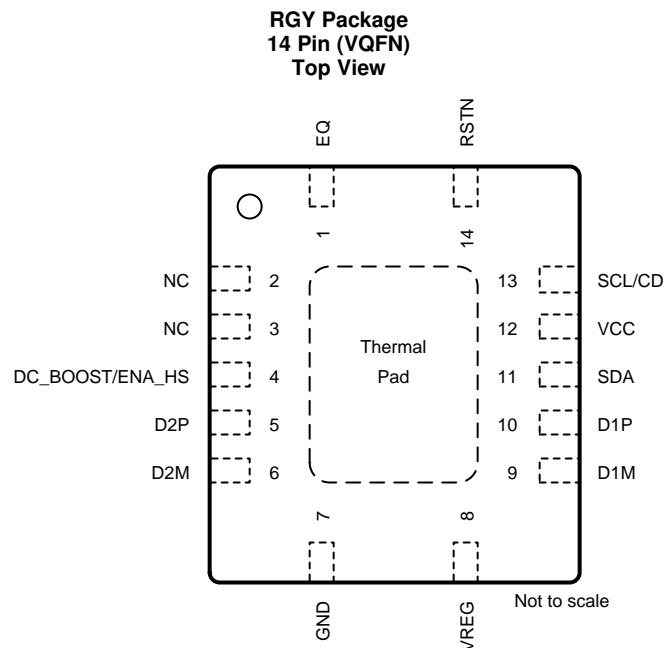 RGY Package
14 Pin (VQFN)
Top View
EQ
RSTN
1
14
NC 2
13 SCL/CD
NC 3
12 VCC
Thermal
Pad
DC_BOOST/ENA_HS 4
11 SDA
D2P 5
10 D1P
D2M 6
9 D1M
7
8
GND
VREG
Not to scale